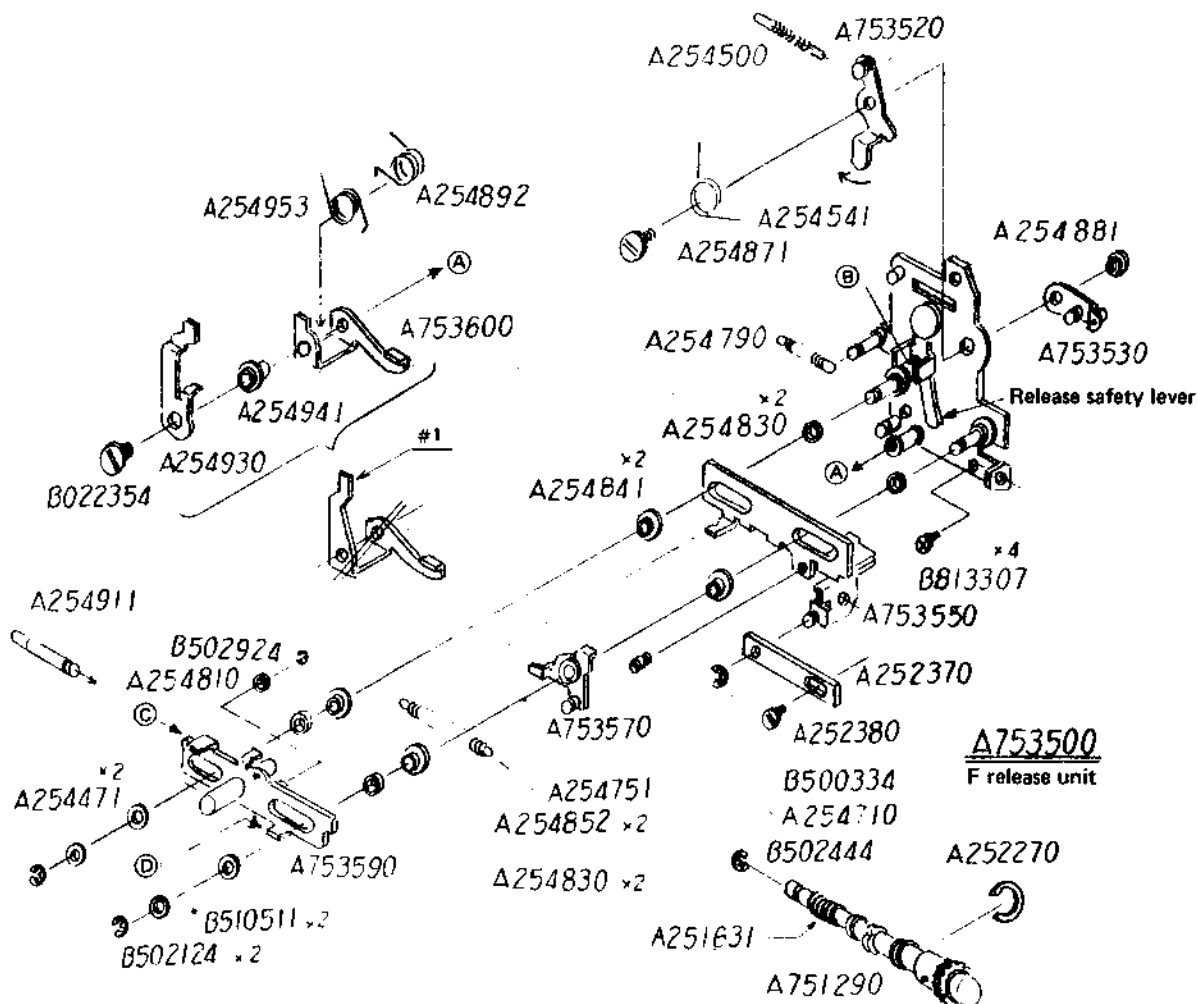 A753520
A254500
A254953
A254892
A254541
A254871
A254881
Ⓐ
Ⓑ
A753600
A254790
A753530
Release safety lever
A254941
×2
A254830
A254930
#1
B022354
×2
A254841
Ⓐ
×4
B813307
A254911
A753550
B502924
A254810
A252370
Ⓒ
A753570
A252380
A753500
F release unit
×2
A254471
A254751
B500334
A254852 ×2
A254710
Ⓓ
A753590
A254830 ×2
B502444
A252270
B510511 ×2
B502124 ×2
A251631
A751290